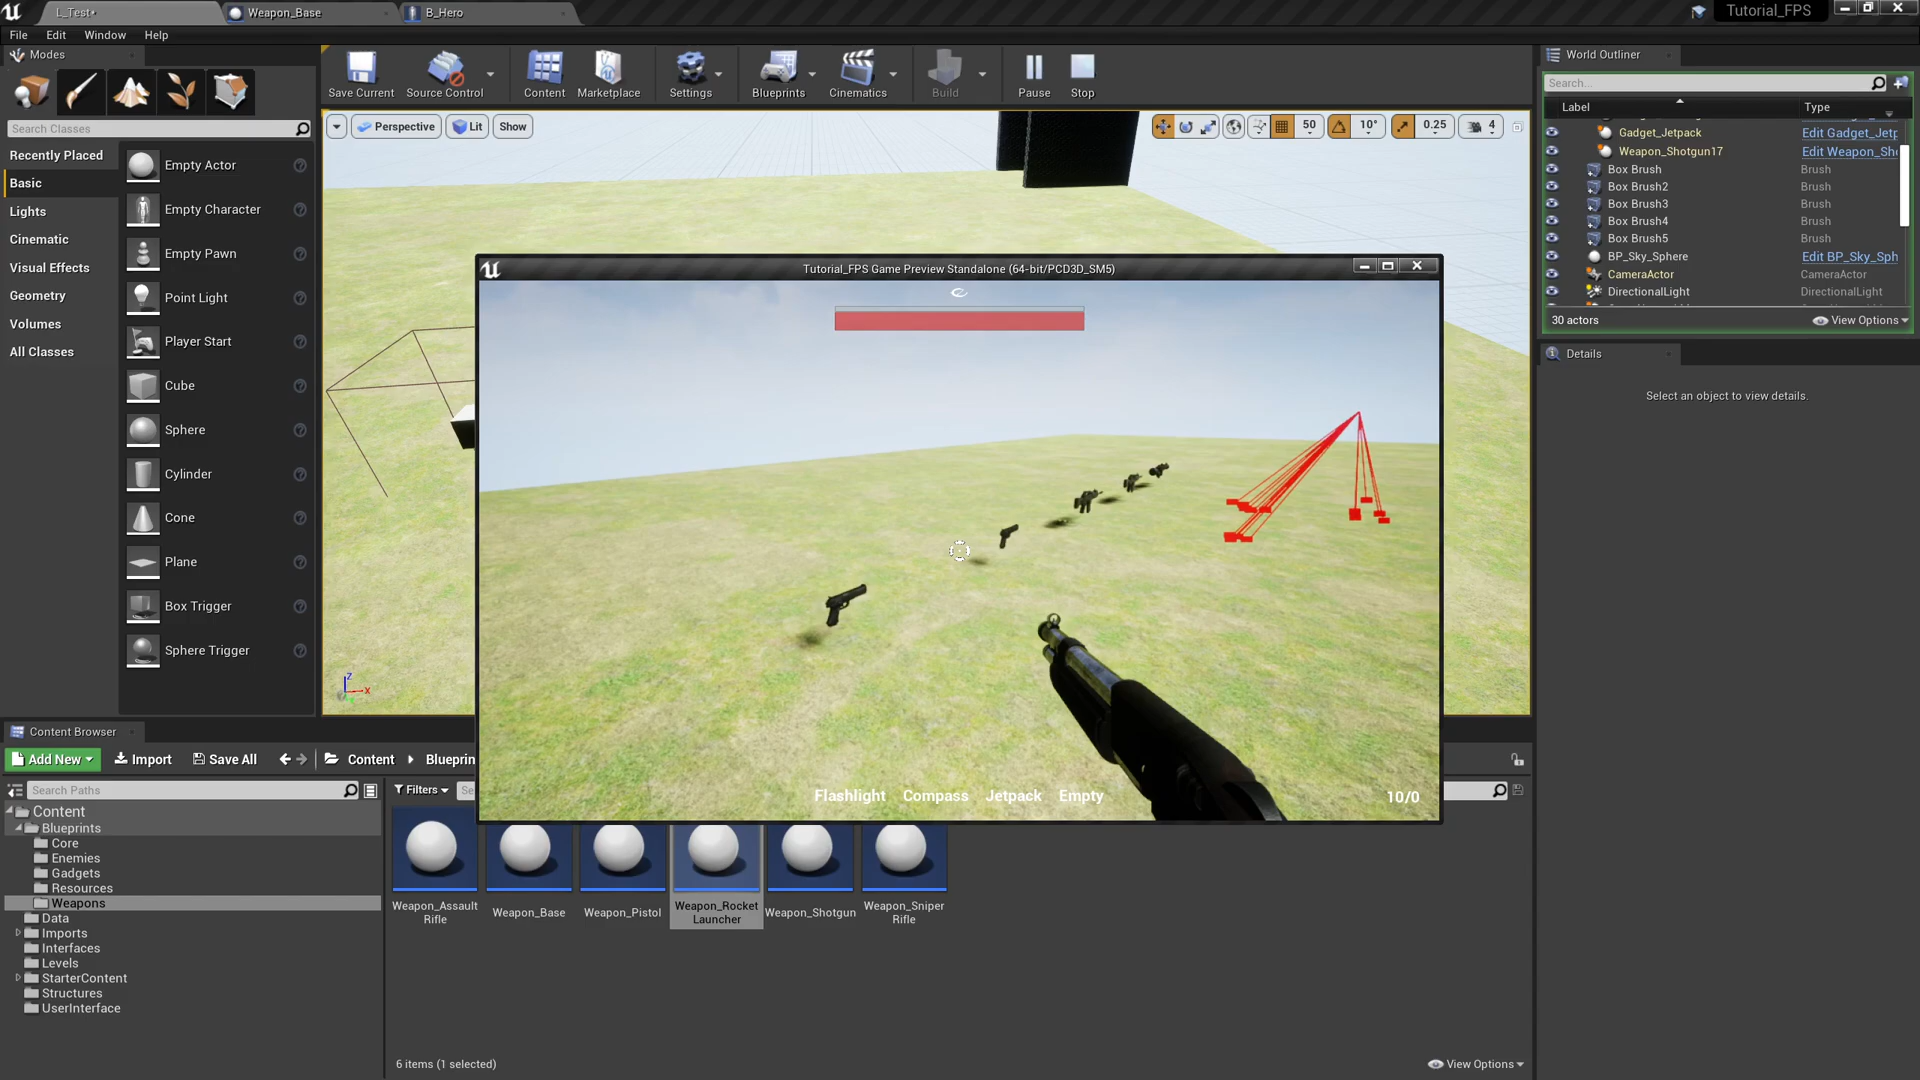 L_Test•
Weapon_Base
B_Hero
Tutorial_FPS
File
Edit
Window
Help
Modes
Search Classes
Recently Placed
Basic
Lights
Cinematic
Visual Effects
Geometry
Volumes
All Classes
Empty Actor
Empty Character
Empty Pawn
Point Light
Player Start
Cube
Sphere
Cylinder
Cone
Plane
Box Trigger
Sphere Trigger
Save Current
Source Control
Content
Marketplace
Settings
Blueprints
Cinematics
Build
Pause
Stop
Perspective
Lit
Show
50
10°
0.25
4
Z
X
Tutorial_FPS Game Preview Standalone (64-bit/PCD3D_SM5)
Flashlight Compass Jetpack Empty
10/0
World Outliner
Search...
Label Type
Gadget_Jetpack Edit Gadget_Jetp
Weapon_Shotgun17 Edit Weapon_Sho
Box Brush Brush
Box Brush2 Brush
Box Brush3 Brush
Box Brush4 Brush
Box Brush5 Brush
BP_Sky_Sphere Edit BP_Sky_Sph
CameraActor CameraActor
DirectionalLight DirectionalLight
30 actors
View Options
Details
Select an object to view details.
Content Browser
Add New
Import
Save All
Content
Blueprin
Search Paths
Filters
Content
Blueprints
Core
Enemies
Gadgets
Resources
Weapons
Data
Imports
Interfaces
Levels
StarterContent
Structures
UserInterface
Weapon_Assault
Rifle
Weapon_Base
Weapon_Pistol
Weapon_Rocket
Launcher
Weapon_Shotgun
Weapon_Sniper
Rifle
6 items (1 selected)
View Options